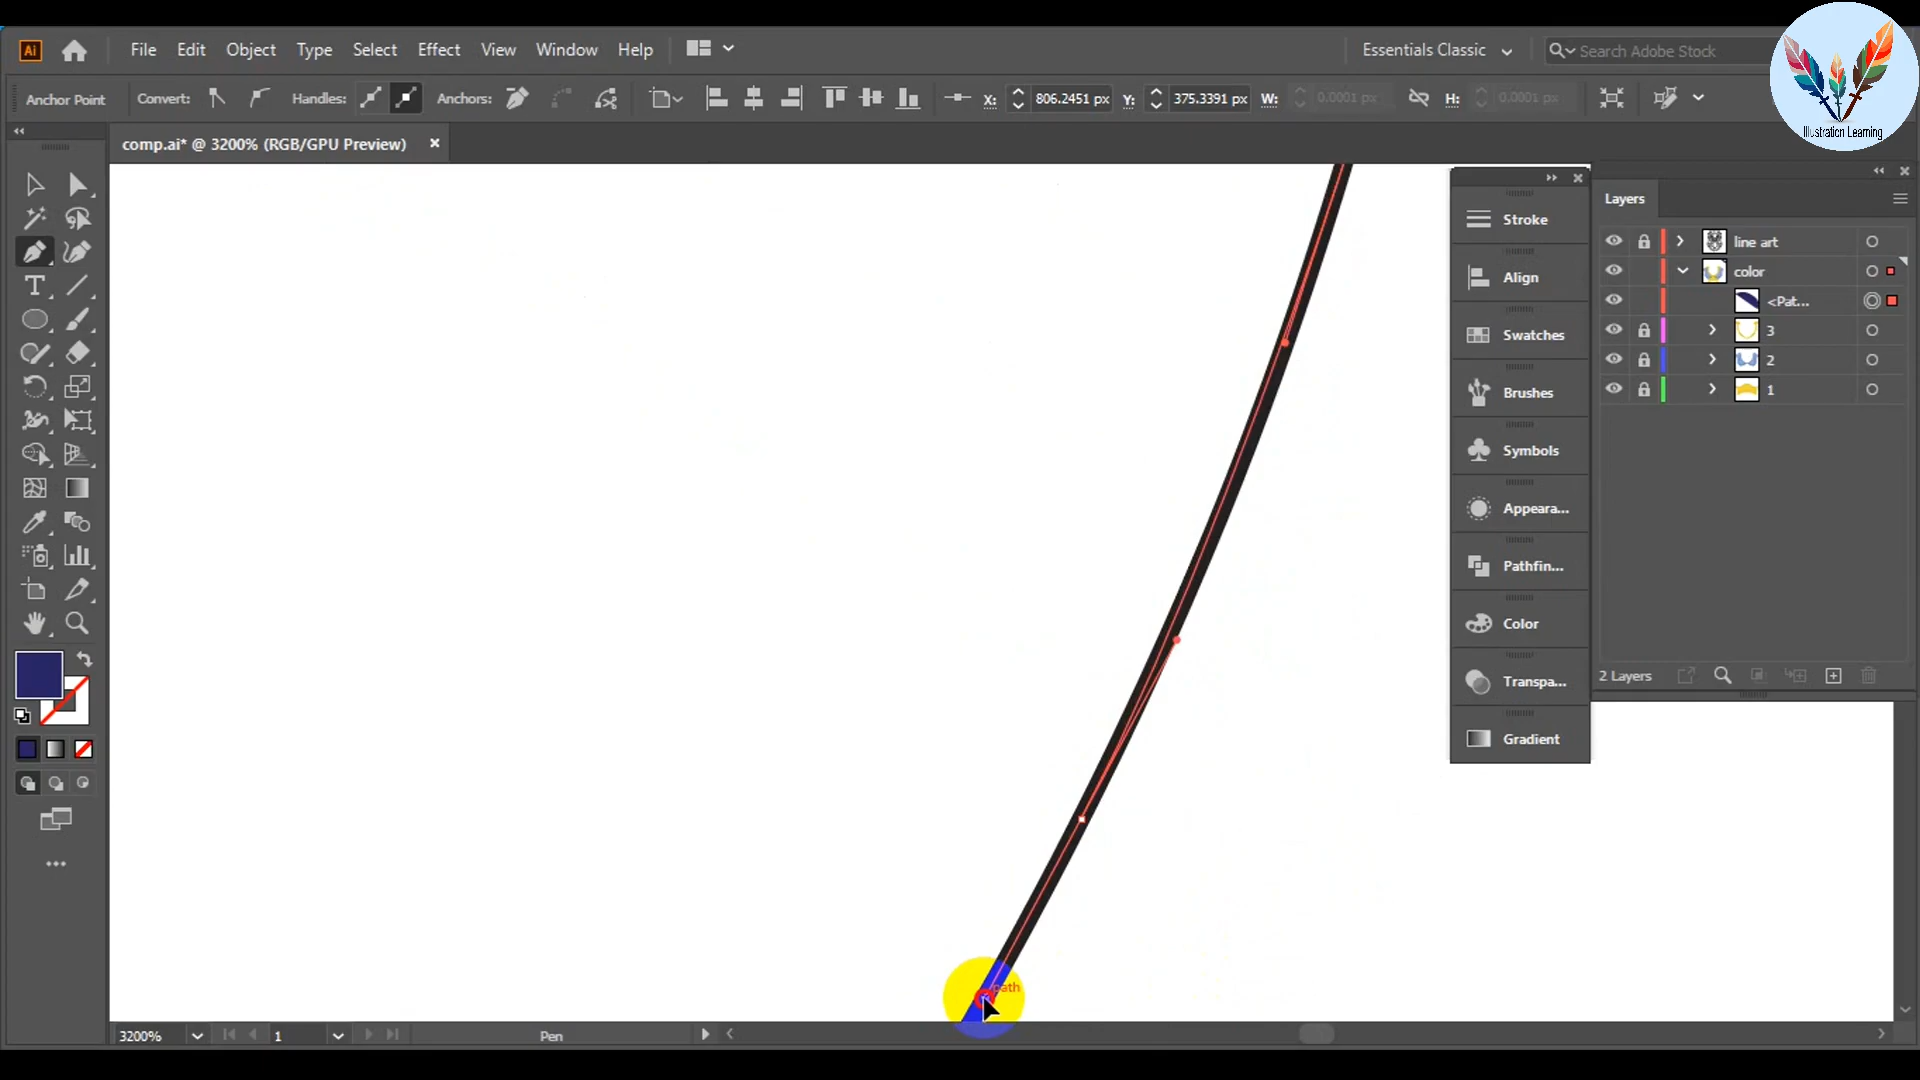 Ai File Edit Object Type Select Effect View Window Help Essentials Classic Search Adobe Stock
Anchor Point Convert: Handles: Anchors: X: 806.2451 px Y: 375.3391 px W: 0.0001 px H: 0.0001 px
Illustration Learning
comp.ai* @ 3200% (RGB/GPU Preview)
Stroke
Align
Swatches
Brushes
Symbols
Appeara...
Pathfin...
Color
Transpa...
Gradient
Layers
line art
color
<Pat...
3
2
1
2 Layers
path
3200% 1 Pen